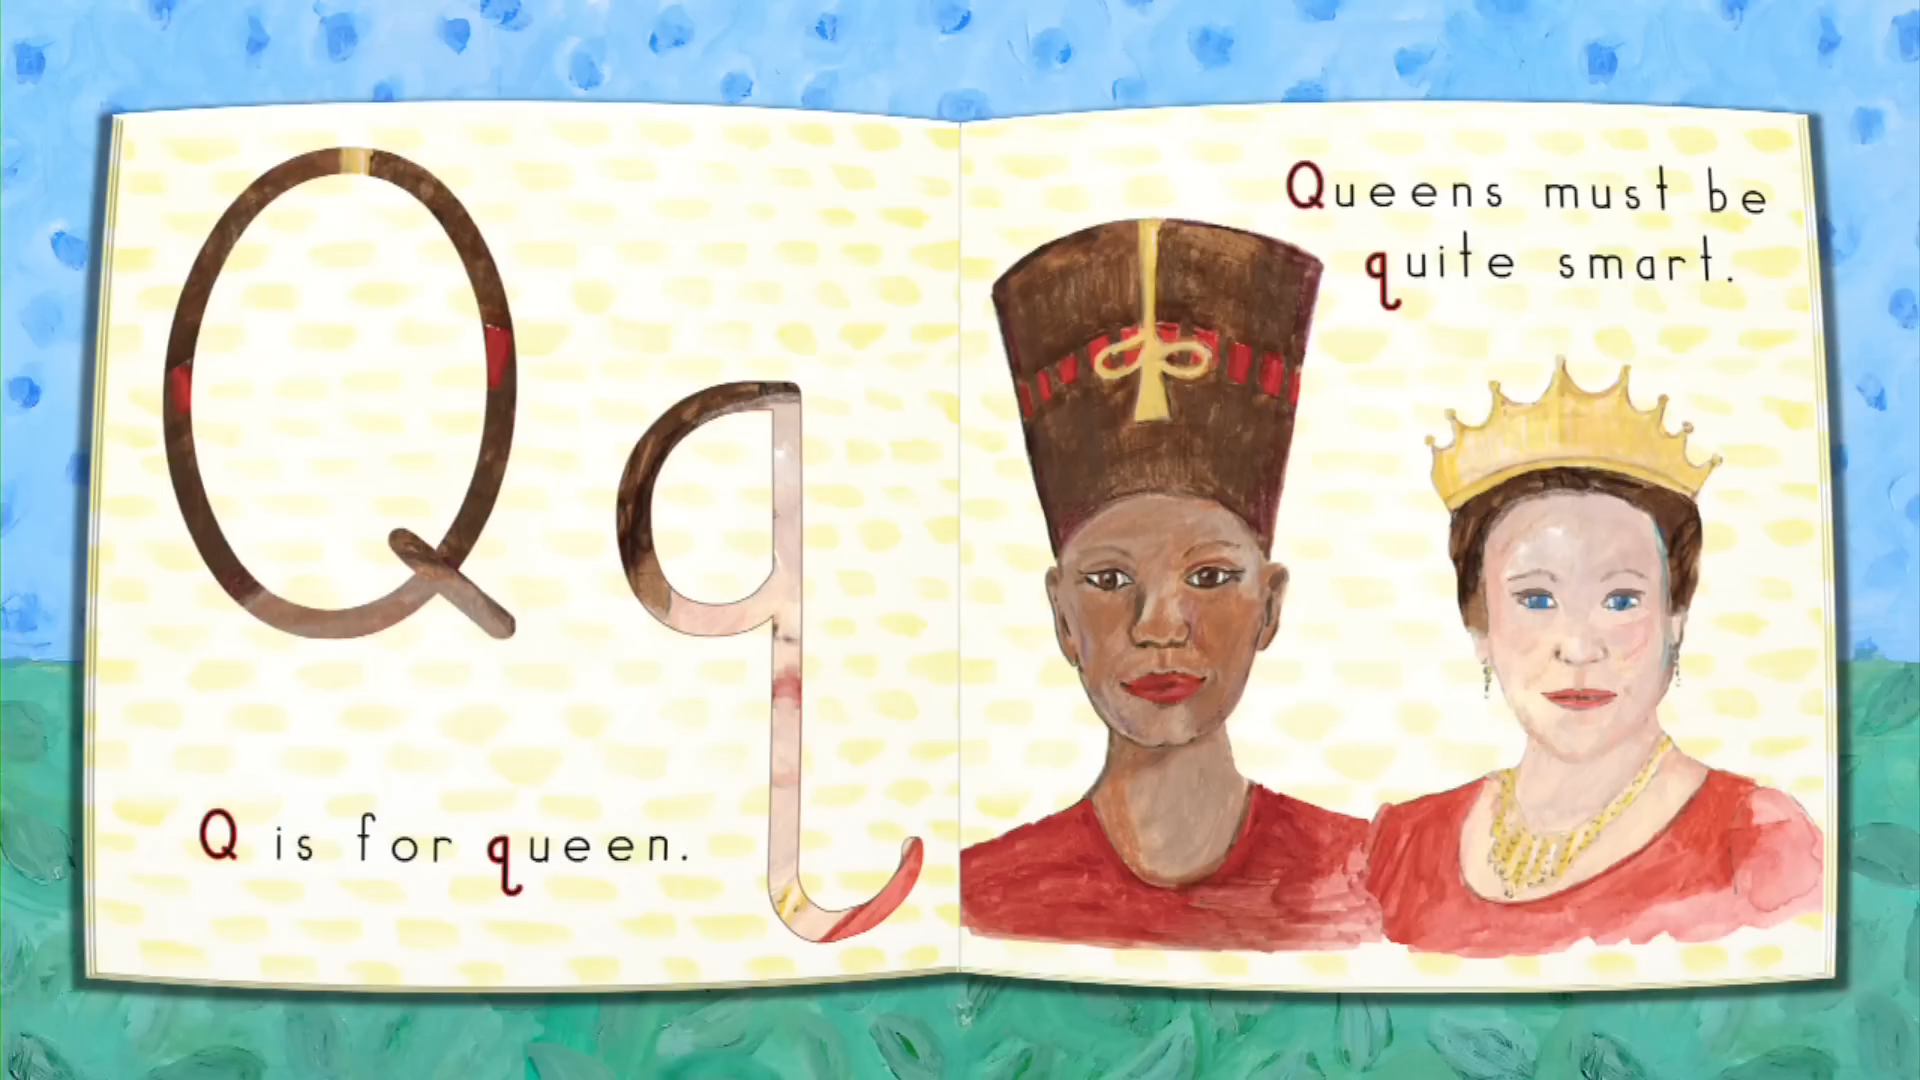 Q q
Q is for queen.
Queens must be
quite smart.